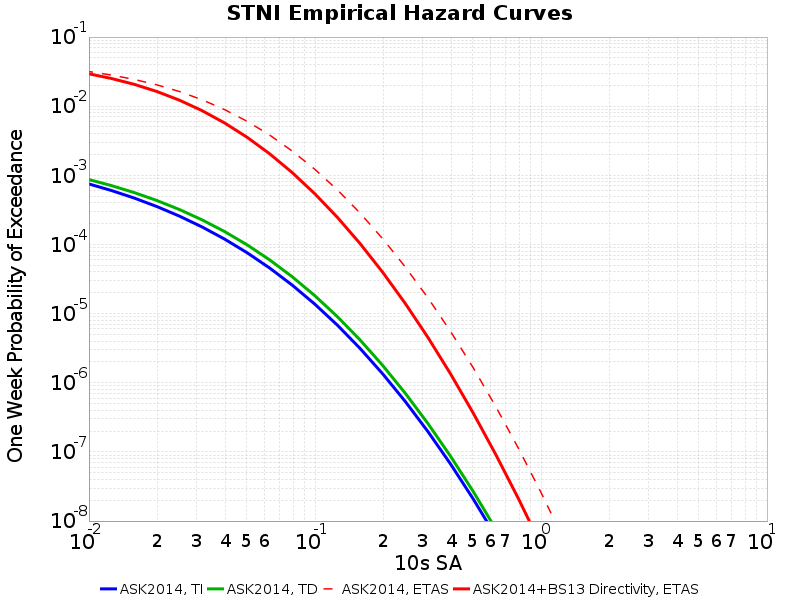 STNI Empirical Hazard Curves
One Week Probability of Exceedance
10^-1
10^-2
10^-3
10^-4
10^-5
10^-6
10^-7
10^-8
10^-2 2 3 4 5 6 10^-1 2 3 4 5 6 7 10^0 2 3 4 5 6 7 10^1
10s SA
ASK2014, TI ASK2014, TD ASK2014, ETAS ASK2014+BS13 Directivity, ETAS